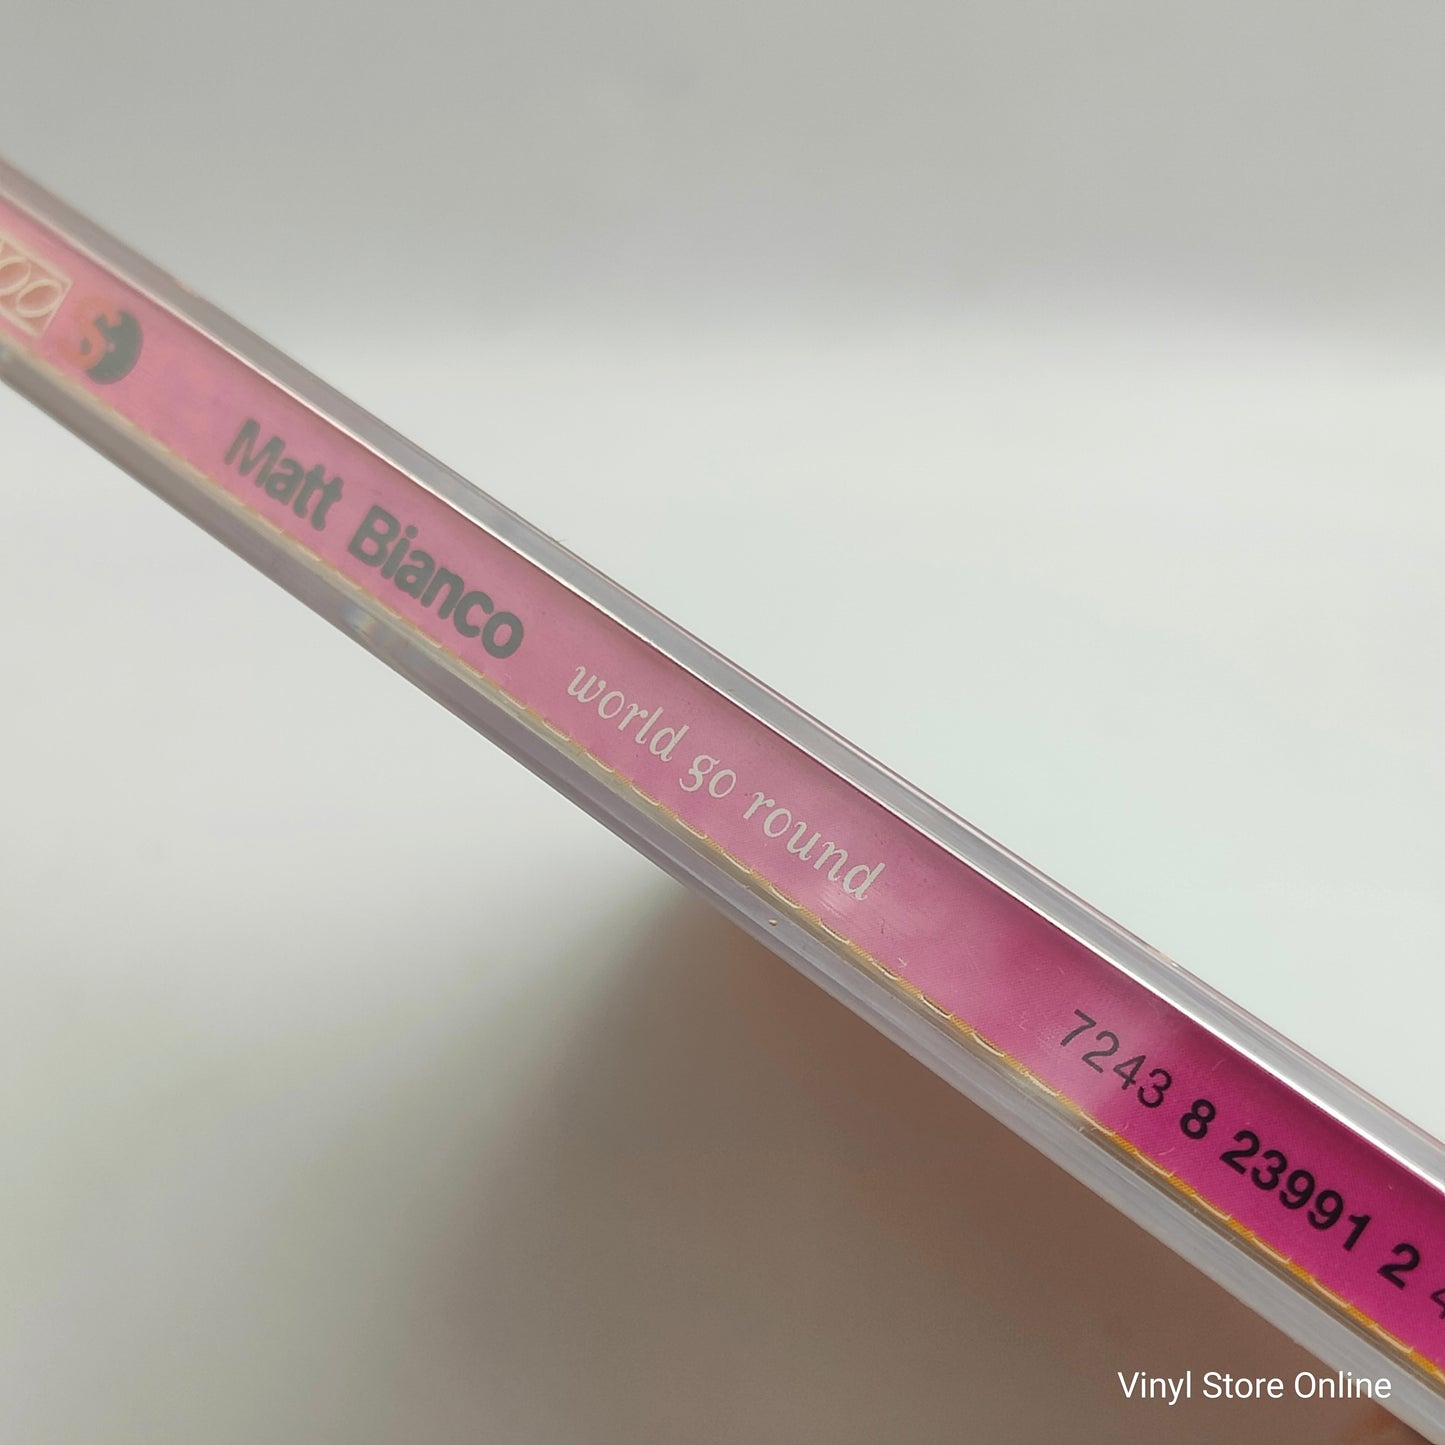 Matt Bianco world go round 7243 8 23991 2
Vinyl Store Online